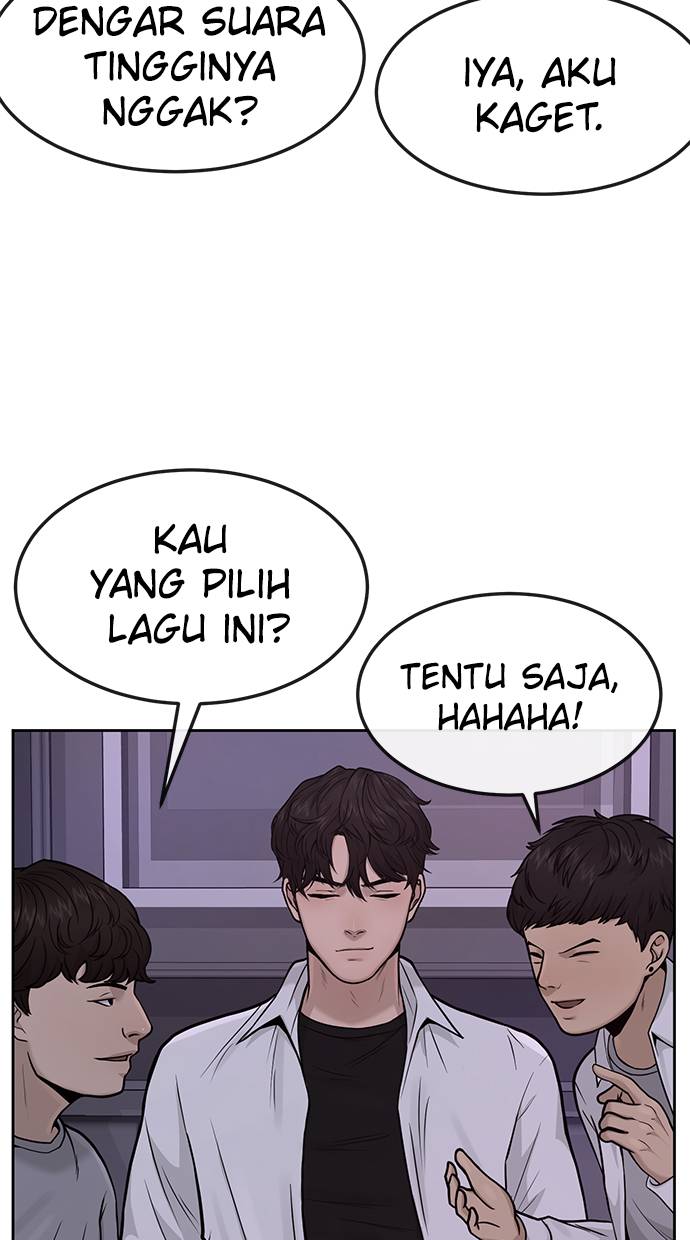 DENGAR SUARA
TINGGINYA
NGGAK?
IYA, AKU
KAGET.
KAU
YANG PILIH
LAGU INI?
TENTU SAJA,
HAHAHA!